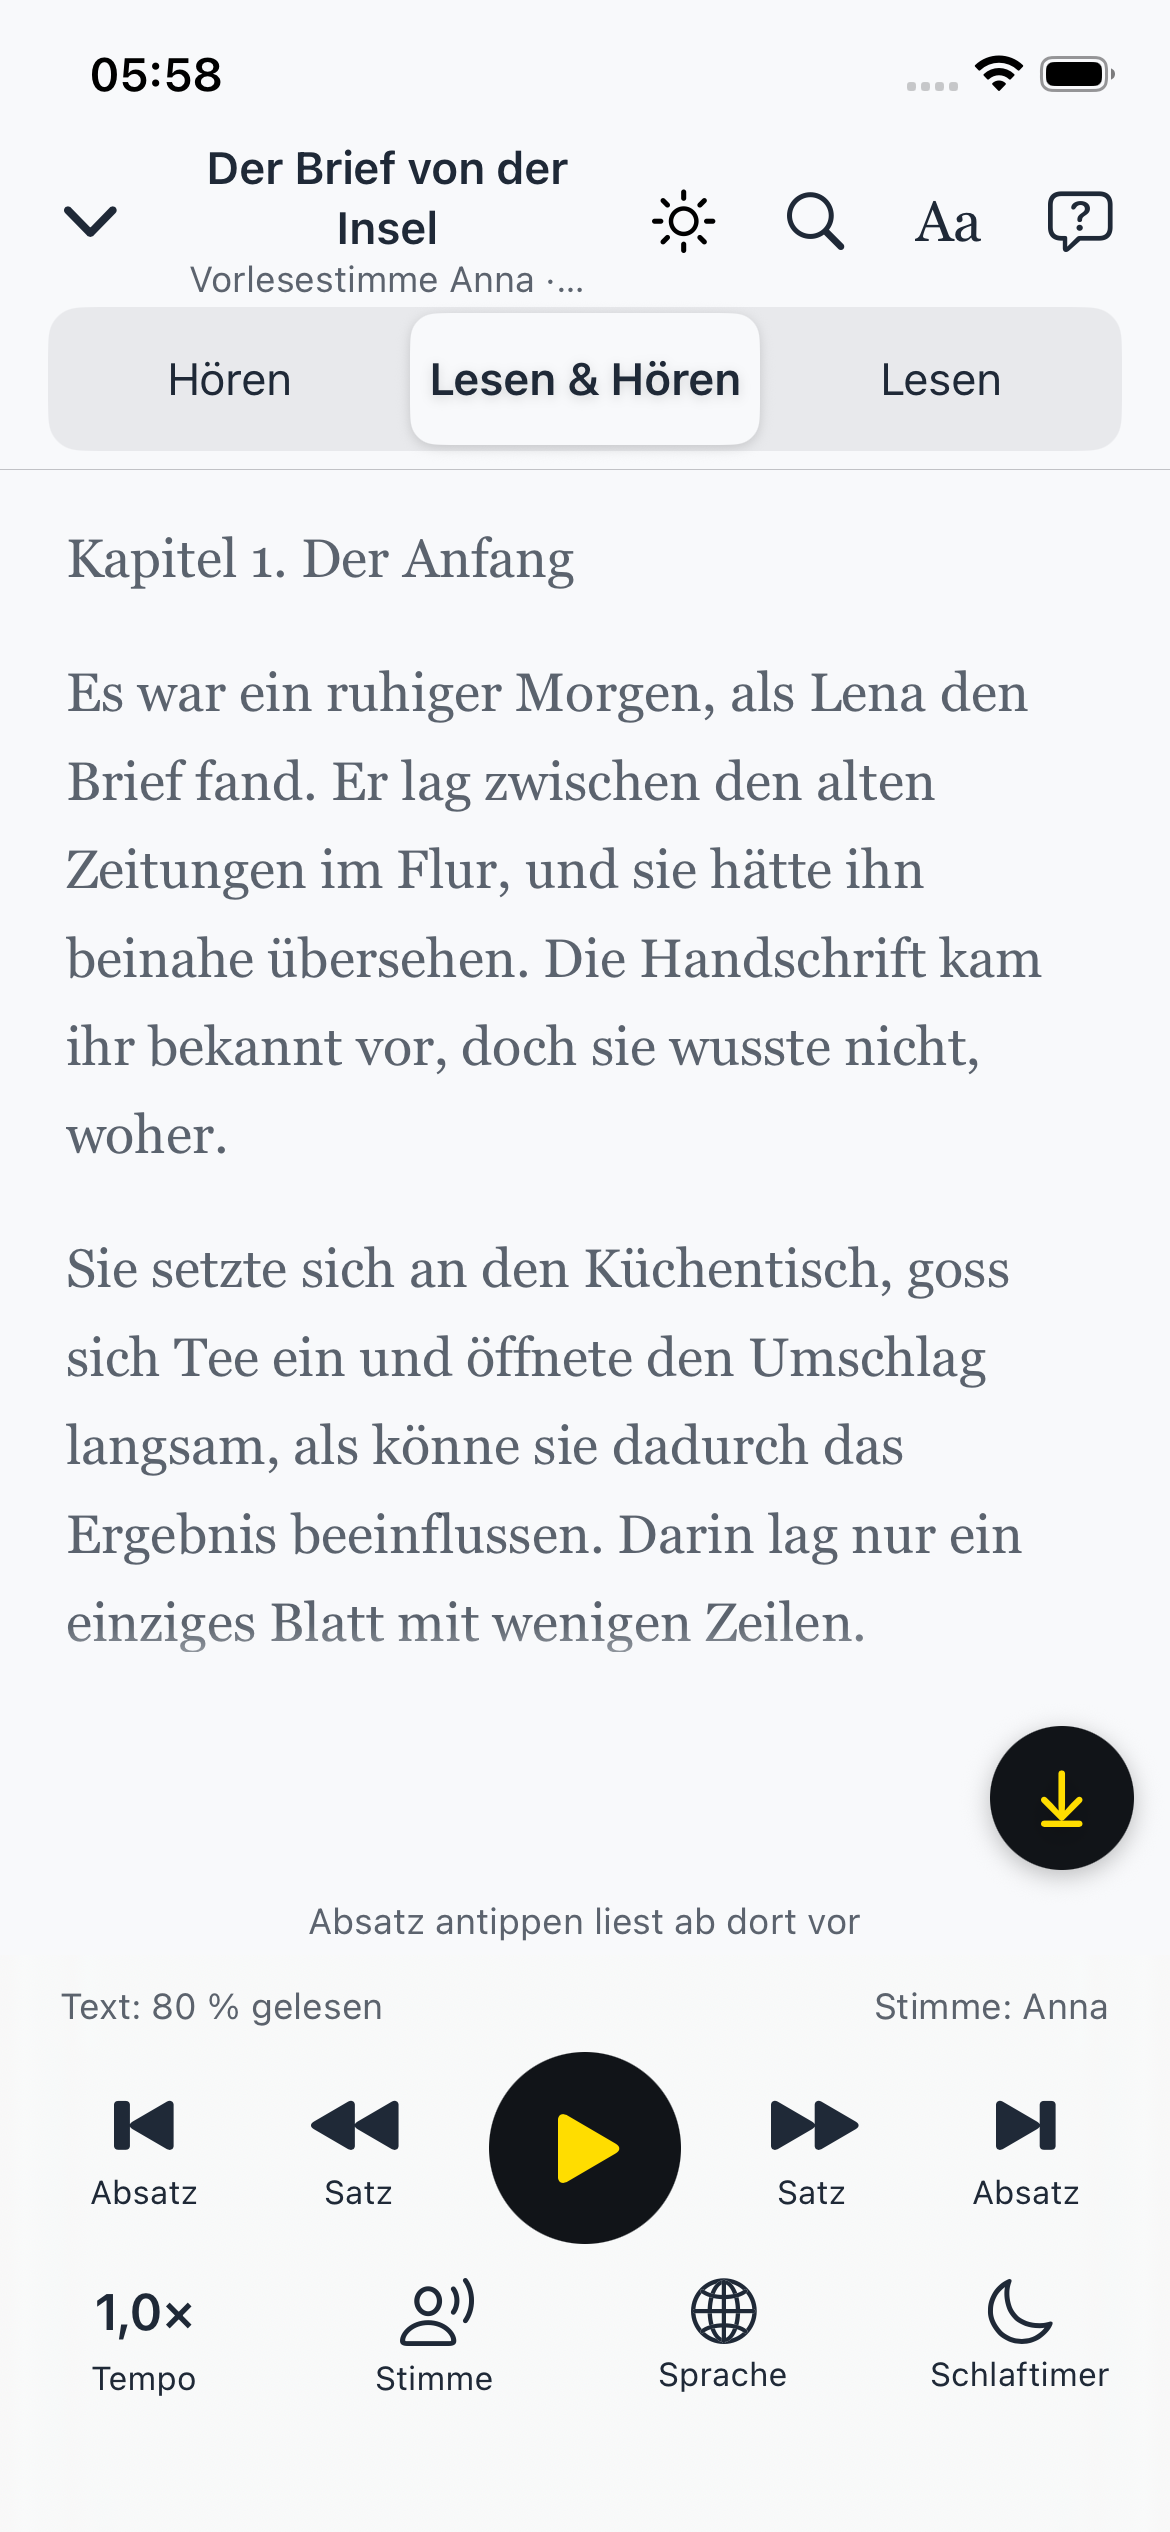 05:58
Der Brief von der
Insel
Vorlesestimme Anna ·...
Aa
?
Hören
Lesen & Hören
Lesen
Kapitel 1. Der Anfang
Es war ein ruhiger Morgen, als Lena den
Brief fand. Er lag zwischen den alten
Zeitungen im Flur, und sie hätte ihn
beinahe übersehen. Die Handschrift kam
ihr bekannt vor, doch sie wusste nicht,
woher.
Sie setzte sich an den Küchentisch, goss
sich Tee ein und öffnete den Umschlag
langsam, als könne sie dadurch das
Ergebnis beeinflussen. Darin lag nur ein
einziges Blatt mit wenigen Zeilen.
Absatz antippen liest ab dort vor
Text: 80 % gelesen
Stimme: Anna
Absatz
Satz
Satz
Absatz
1,0×
Tempo
Stimme
Sprache
Schlaftimer